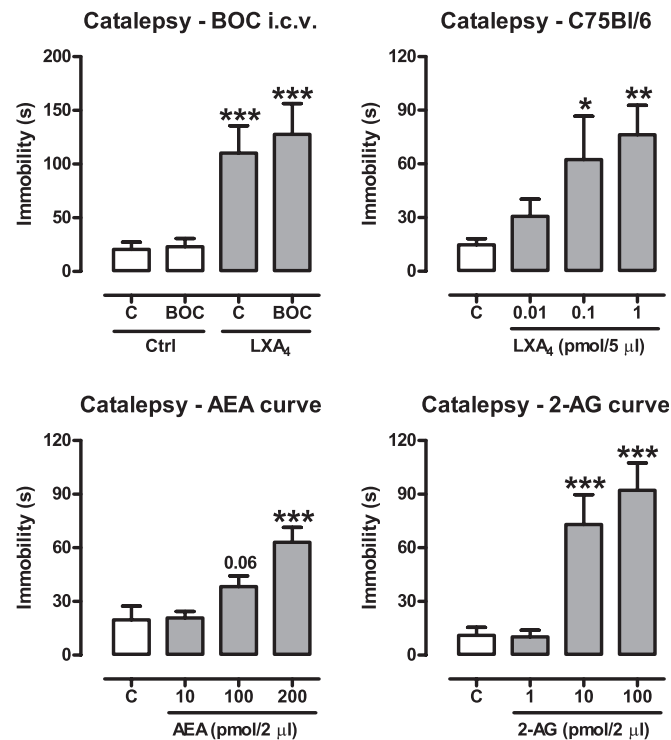 Catalepsy - BOC i.c.v.
200
150
100
50
0
Immobility (s)
***
***
C BOC C BOC
Ctrl LXA₄
Catalepsy - C75Bl/6
120
90
60
30
0
Immobility (s)
*
**
C 0.01 0.1 1
LXA₄ (pmol/5 µl)
Catalepsy - AEA curve
120
90
60
30
0
Immobility (s)
0.06
***
C 10 100 200
AEA (pmol/2 µl)
Catalepsy - 2-AG curve
120
90
60
30
0
Immobility (s)
***
***
C 1 10 100
2-AG (pmol/2 µl)